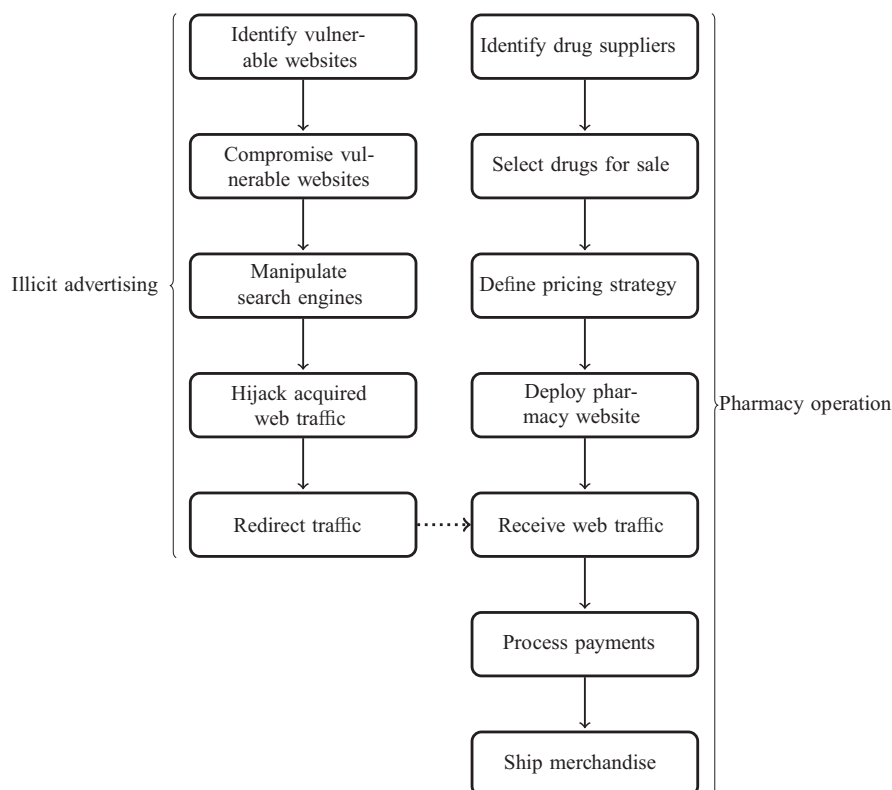 Identify vulner-
able websites
Compromise vul-
nerable websites
Manipulate
search engines
Hijack acquired
web traffic
Redirect traffic
Illicit advertising
Identify drug suppliers
Select drugs for sale
Define pricing strategy
Deploy phar-
macy website
Receive web traffic
Process payments
Ship merchandise
Pharmacy operation